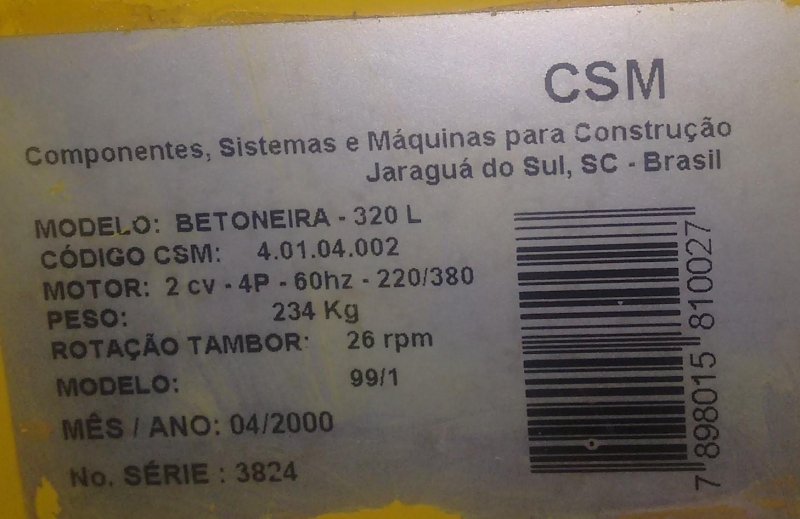 CSM
Componentes, Sistemas e Máquinas para Construção
Jaraguá do Sul, SC - Brasil
MODELO: BETONEIRA - 320 L
CÓDIGO CSM: 4.01.04.002
MOTOR: 2 cv - 4P - 60hz - 220/380
PESO: 234 Kg
ROTAÇÃO TAMBOR: 26 rpm
MODELO: 99/1
MÊS / ANO: 04/2000
No. SÉRIE : 3824
7 898015 810027